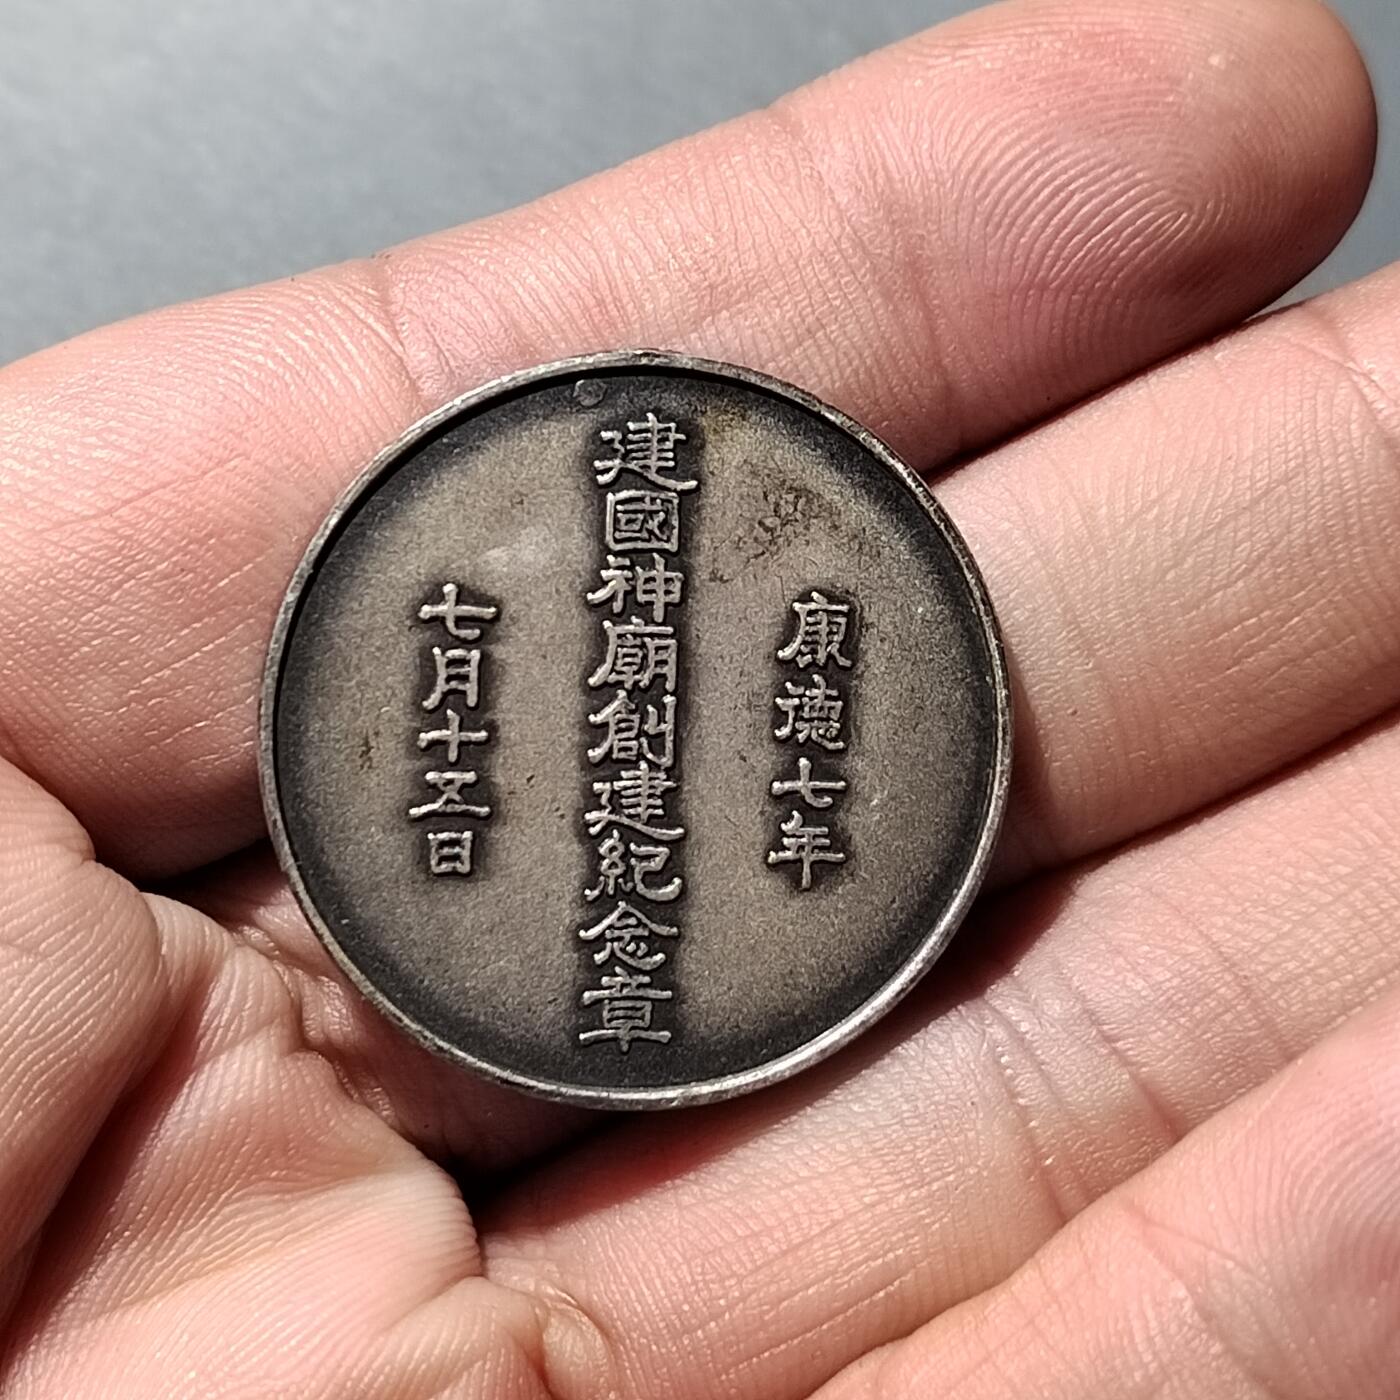 康德七年
建國神廟創建紀念章
七月十五日